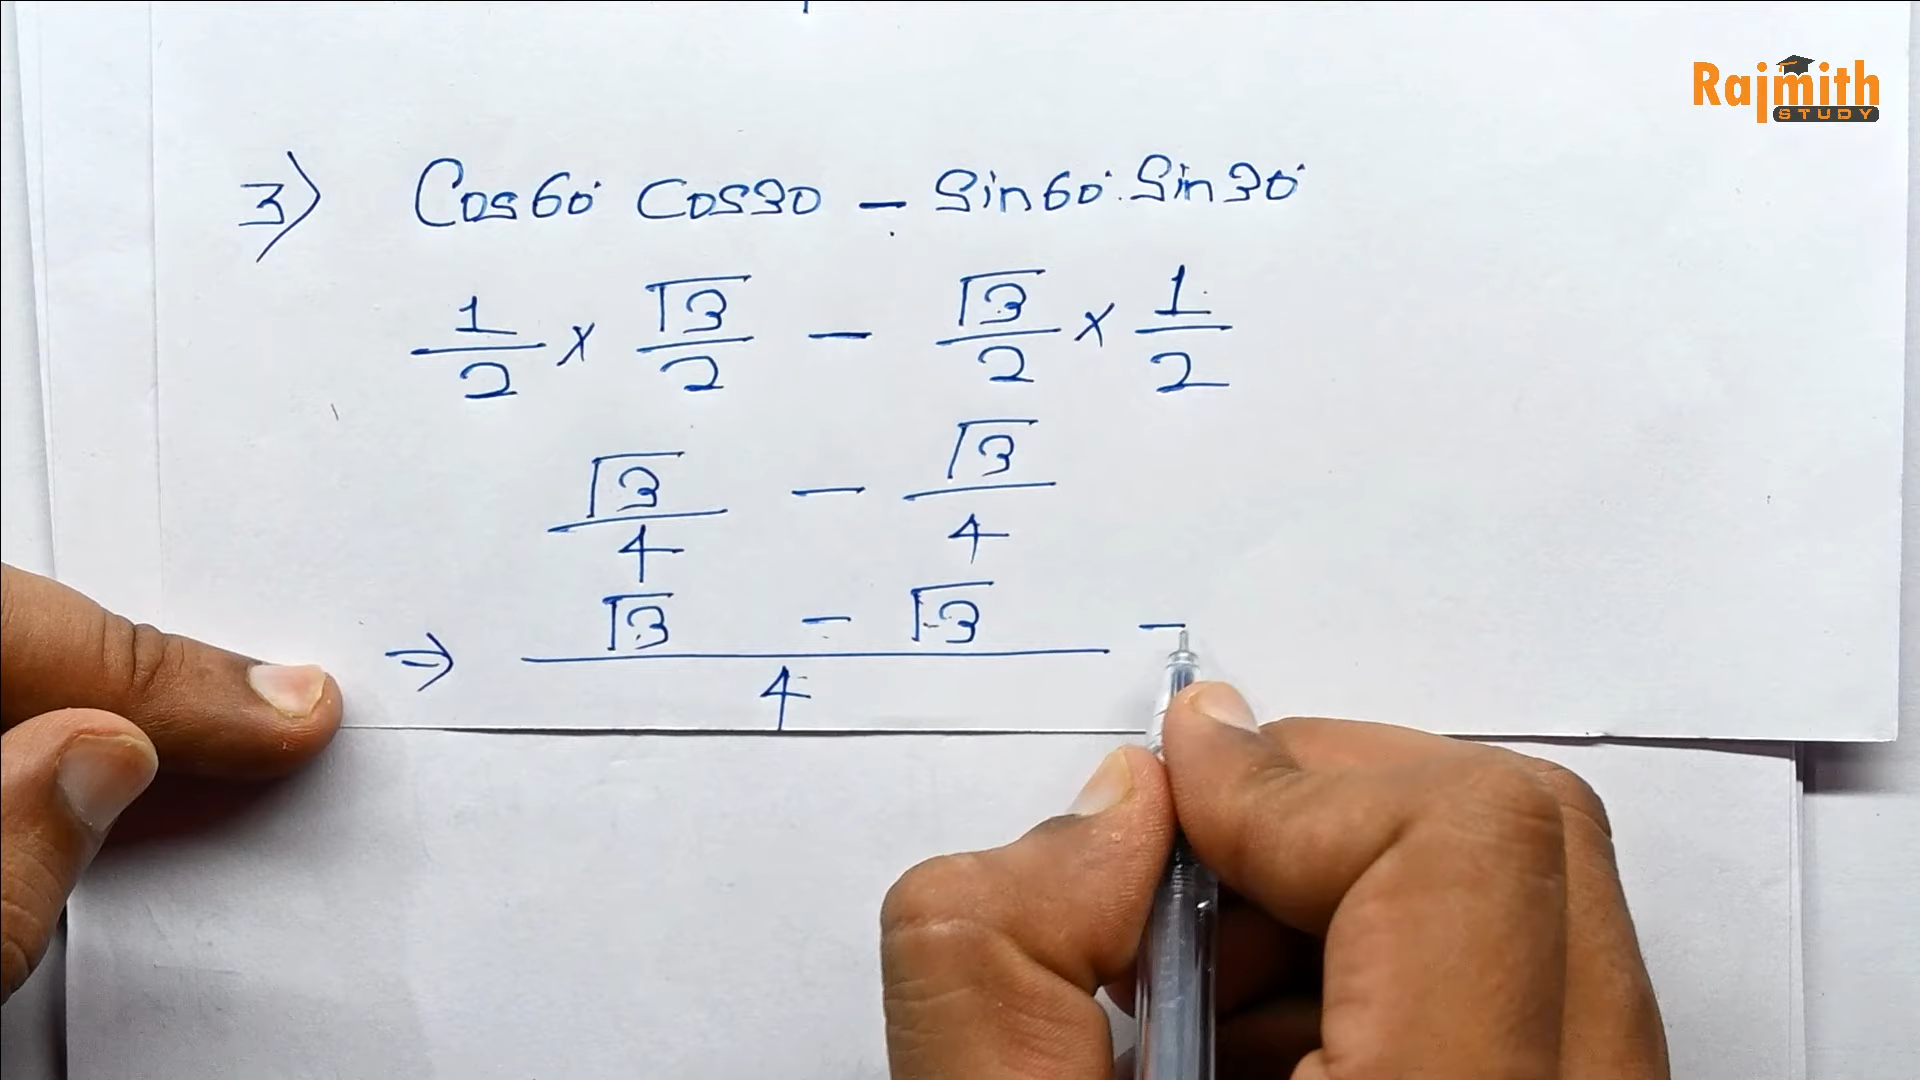 Rajmith
STUDY
3) Cos60° Cos30 - Sin60°. Sin30°
1/2 x √3/2 - √3/2 x 1/2
√3/4 - √3/4
⇒ √3 - √3 / 4 -